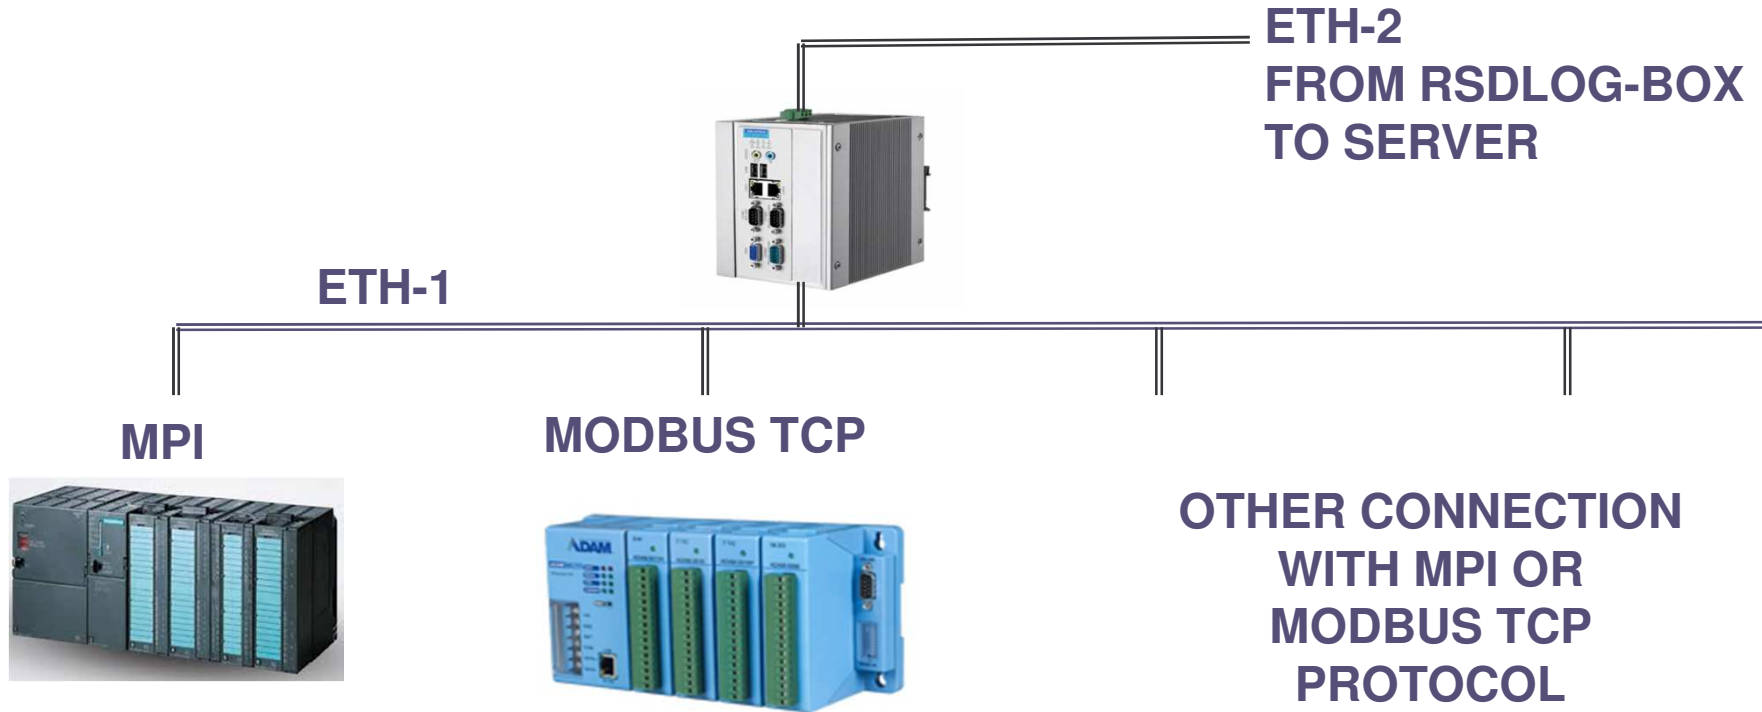 ETH-2
FROM RSDLOG-BOX
TO SERVER
ETH-1
MPI
MODBUS TCP
ADAM
OTHER CONNECTION
WITH MPI OR
MODBUS TCP
PROTOCOL